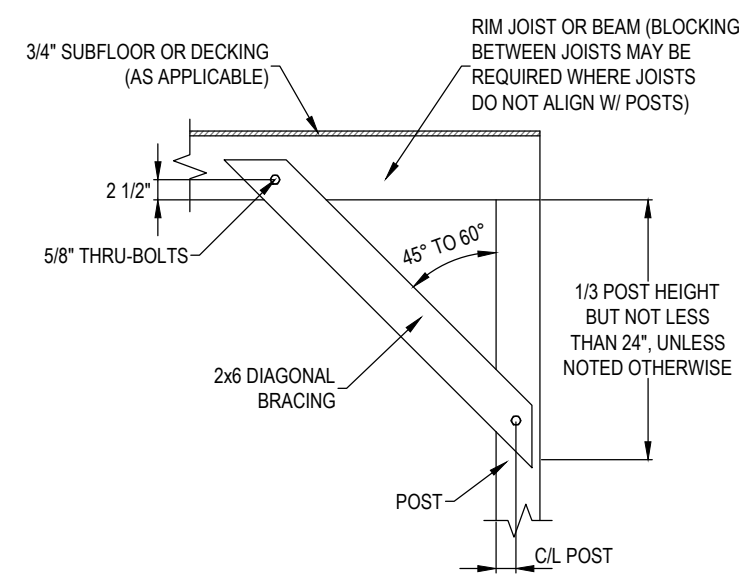 RIM JOIST OR BEAM (BLOCKING
BETWEEN JOISTS MAY BE
REQUIRED WHERE JOISTS
DO NOT ALIGN W/ POSTS)
3/4" SUBFLOOR OR DECKING
(AS APPLICABLE)
2 1/2"
5/8" THRU-BOLTS
45° TO 60°
1/3 POST HEIGHT
BUT NOT LESS
THAN 24", UNLESS
NOTED OTHERWISE
2x6 DIAGONAL
BRACING
POST
C/L POST